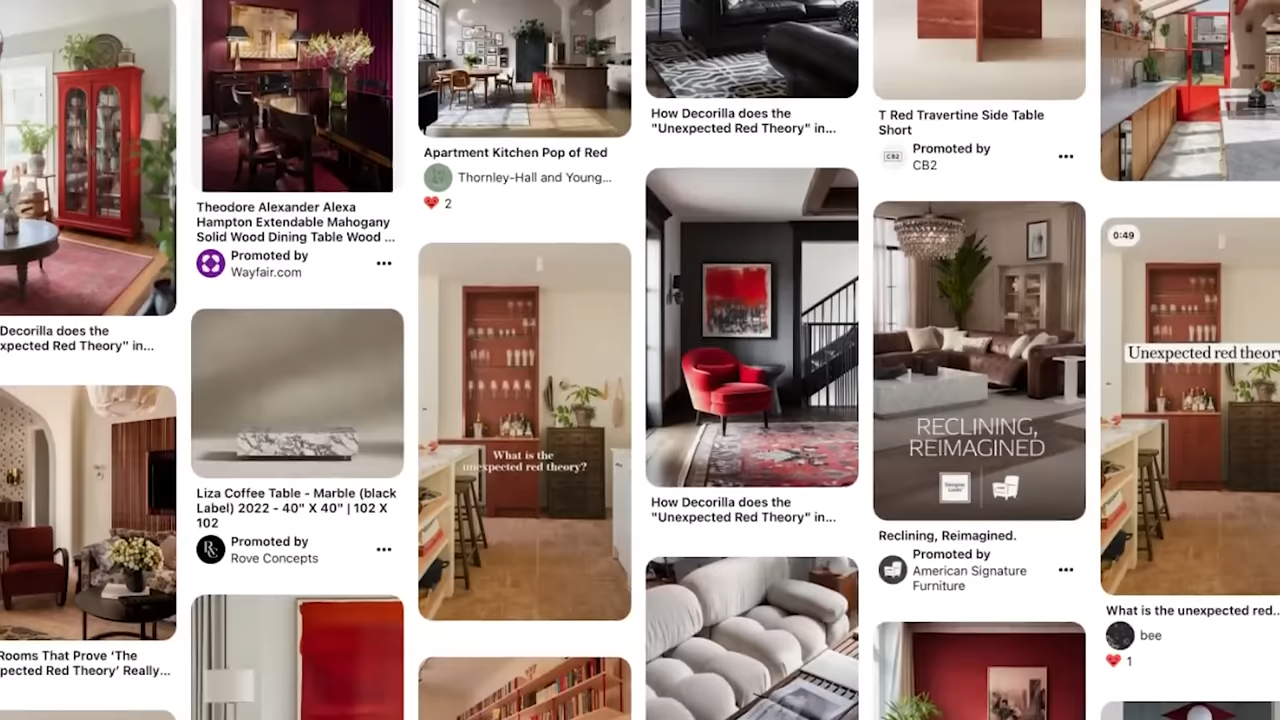 Decorilla does the
xpected Red Theory" in...
Rooms That Prove ‘The
pected Red Theory’ Really...
Theodore Alexander Alexa
Hampton Extendable Mahogany
Solid Wood Dining Table Wood ...
Promoted by
Wayfair.com
Liza Coffee Table - Marble (black
Label) 2022 - 40" X 40" | 102 X
102
Promoted by
Rove Concepts
Apartment Kitchen Pop of Red
Thornley-Hall and Young...
2
What is the
unexpected red theory?
How Decorilla does the
"Unexpected Red Theory" in...
How Decorilla does the
"Unexpected Red Theory" in...
T Red Travertine Side Table
Short
CB2
Promoted by
CB2
RECLINING,
REIMAGINED
Reclining, Reimagined.
Promoted by
American Signature
Furniture
0:49
Unexpected red theory
What is the unexpected red...
bee
1